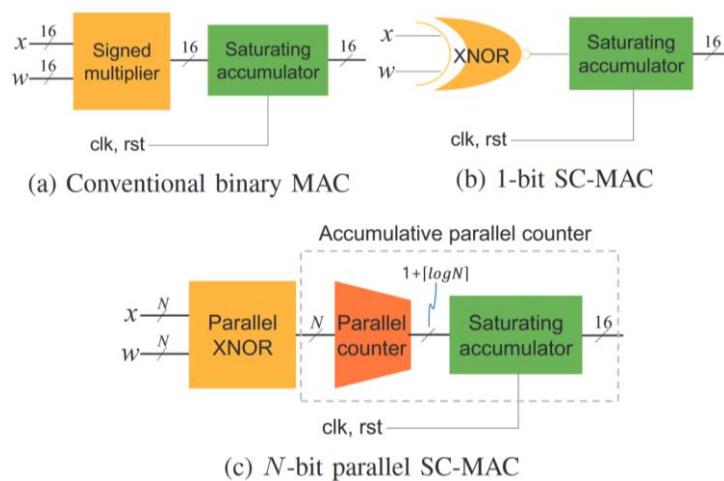 x 16
w 16
Signed
multiplier
16
Saturating
accumulator
16
clk, rst
(a) Conventional binary MAC
x
w
XNOR
Saturating
accumulator
16
clk, rst
(b) 1-bit SC-MAC
Accumulative parallel counter
x N
w N
Parallel
XNOR
N
Parallel
counter
1+⌈logN⌉
Saturating
accumulator
16
clk, rst
(c) N-bit parallel SC-MAC